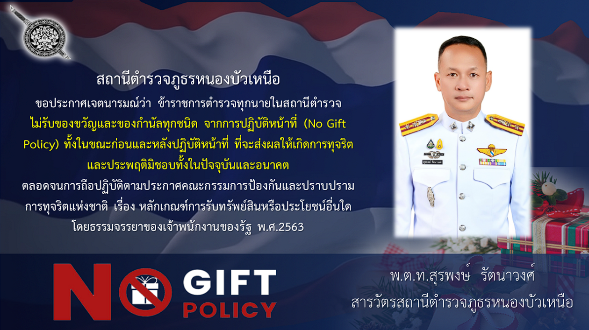 สถานีตำรวจภูธรหนองบัวเหนือ
ขอประกาศเจตนารมณ์ว่า ข้าราชการตำรวจทุกนายในสถานีตำรวจ
ไม่รับของขวัญและของกำนัลทุกชนิด จากการปฏิบัติหน้าที่ (No Gift
Policy) ทั้งในขณะก่อนและหลังปฏิบัติหน้าที่ ที่จะส่งผลให้เกิดการทุจริต
และประพฤติมิชอบทั้งในปัจจุบันและอนาคต
ตลอดจนการถือปฏิบัติตามประกาศคณะกรรมการป้องกันและปราบปราม
การทุจริตแห่งชาติ เรื่อง หลักเกณฑ์การรับทรัพย์สินหรือประโยชน์อื่นใด
โดยธรรมจรรยาของเจ้าพนักงานของรัฐ พ.ศ.2563
NO GIFT
POLICY
พ.ต.ท.สุรพงษ์ รัตนาวงศ์
สารวัตรสถานีตำรวจภูธรหนองบัวเหนือ